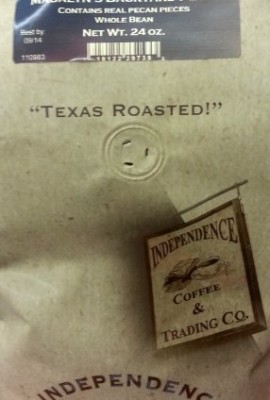 CONTAINS REAL PECAN PIECES
WHOLE BEAN
NET WT. 24 OZ.
Best by
09/14
110983
"TEXAS ROASTED!"
INDEPENDENCE
COFFEE
&
TRADING CO.
INDEPENDENC